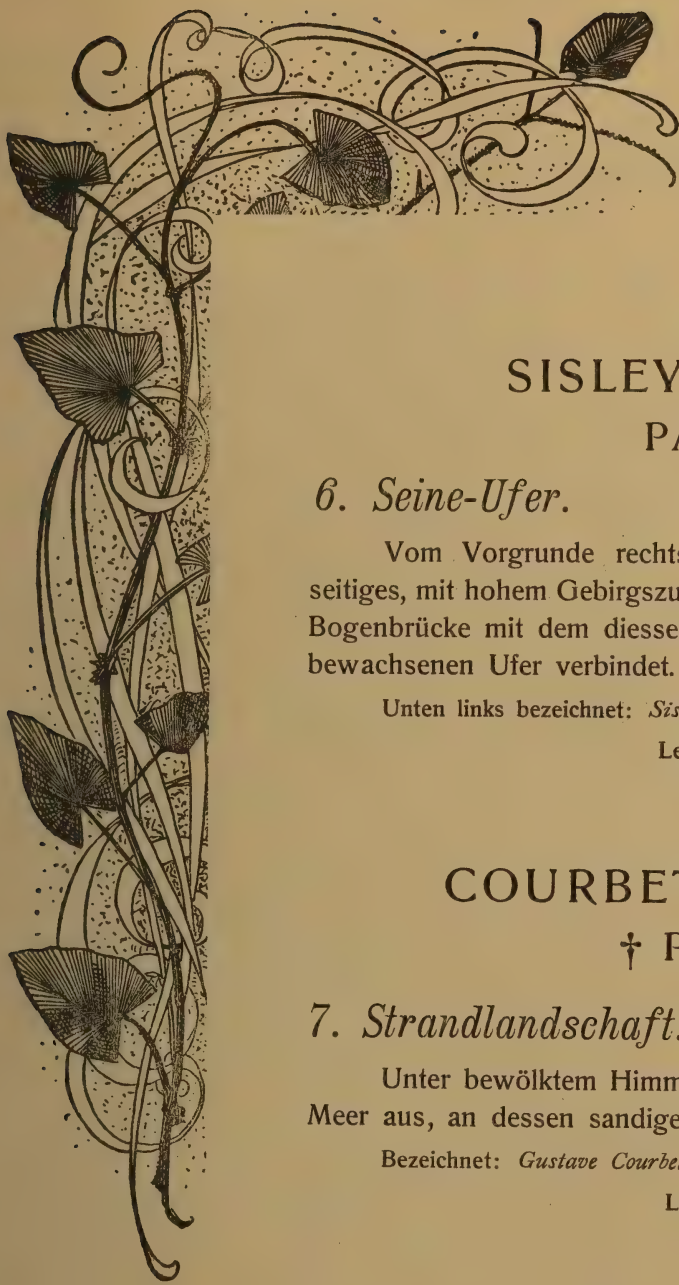 SISLEY
6. Seine-Ufer.
Vom Vorgrunde rechts
seitiges, mit hohem Gebirgszu
Bogenbrücke mit dem diesse
bewachsenen Ufer verbindet.
Unten links bezeichnet: Sis
Le
COURBET
† P
7. Strandlandschaft.
Unter bewölktem Himm
Meer aus, an dessen sandige
Bezeichnet: Gustave Courbe
L